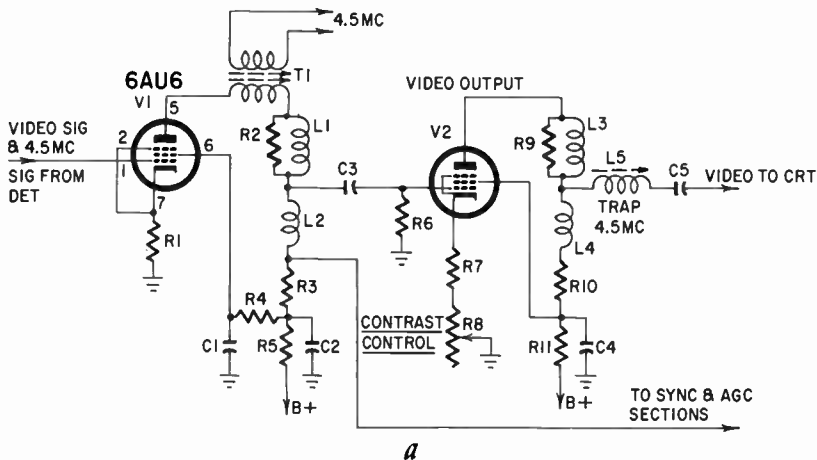 4.5MC
6AU6
V1
T1
5
VIDEO OUTPUT
VIDEO SIG
& 4.5MC
SIG FROM
DET
2
1
6
7
R2
L1
V2
R9
L3
L5
C5
VIDEO TO CRT
TRAP
4.5MC
C3
R6
L2
L4
R1
R7
R3
R10
R4
R8
CONTRAST
CONTROL
C1
R5
C2
R11
C4
B+
B+
TO SYNC & AGC
SECTIONS
a